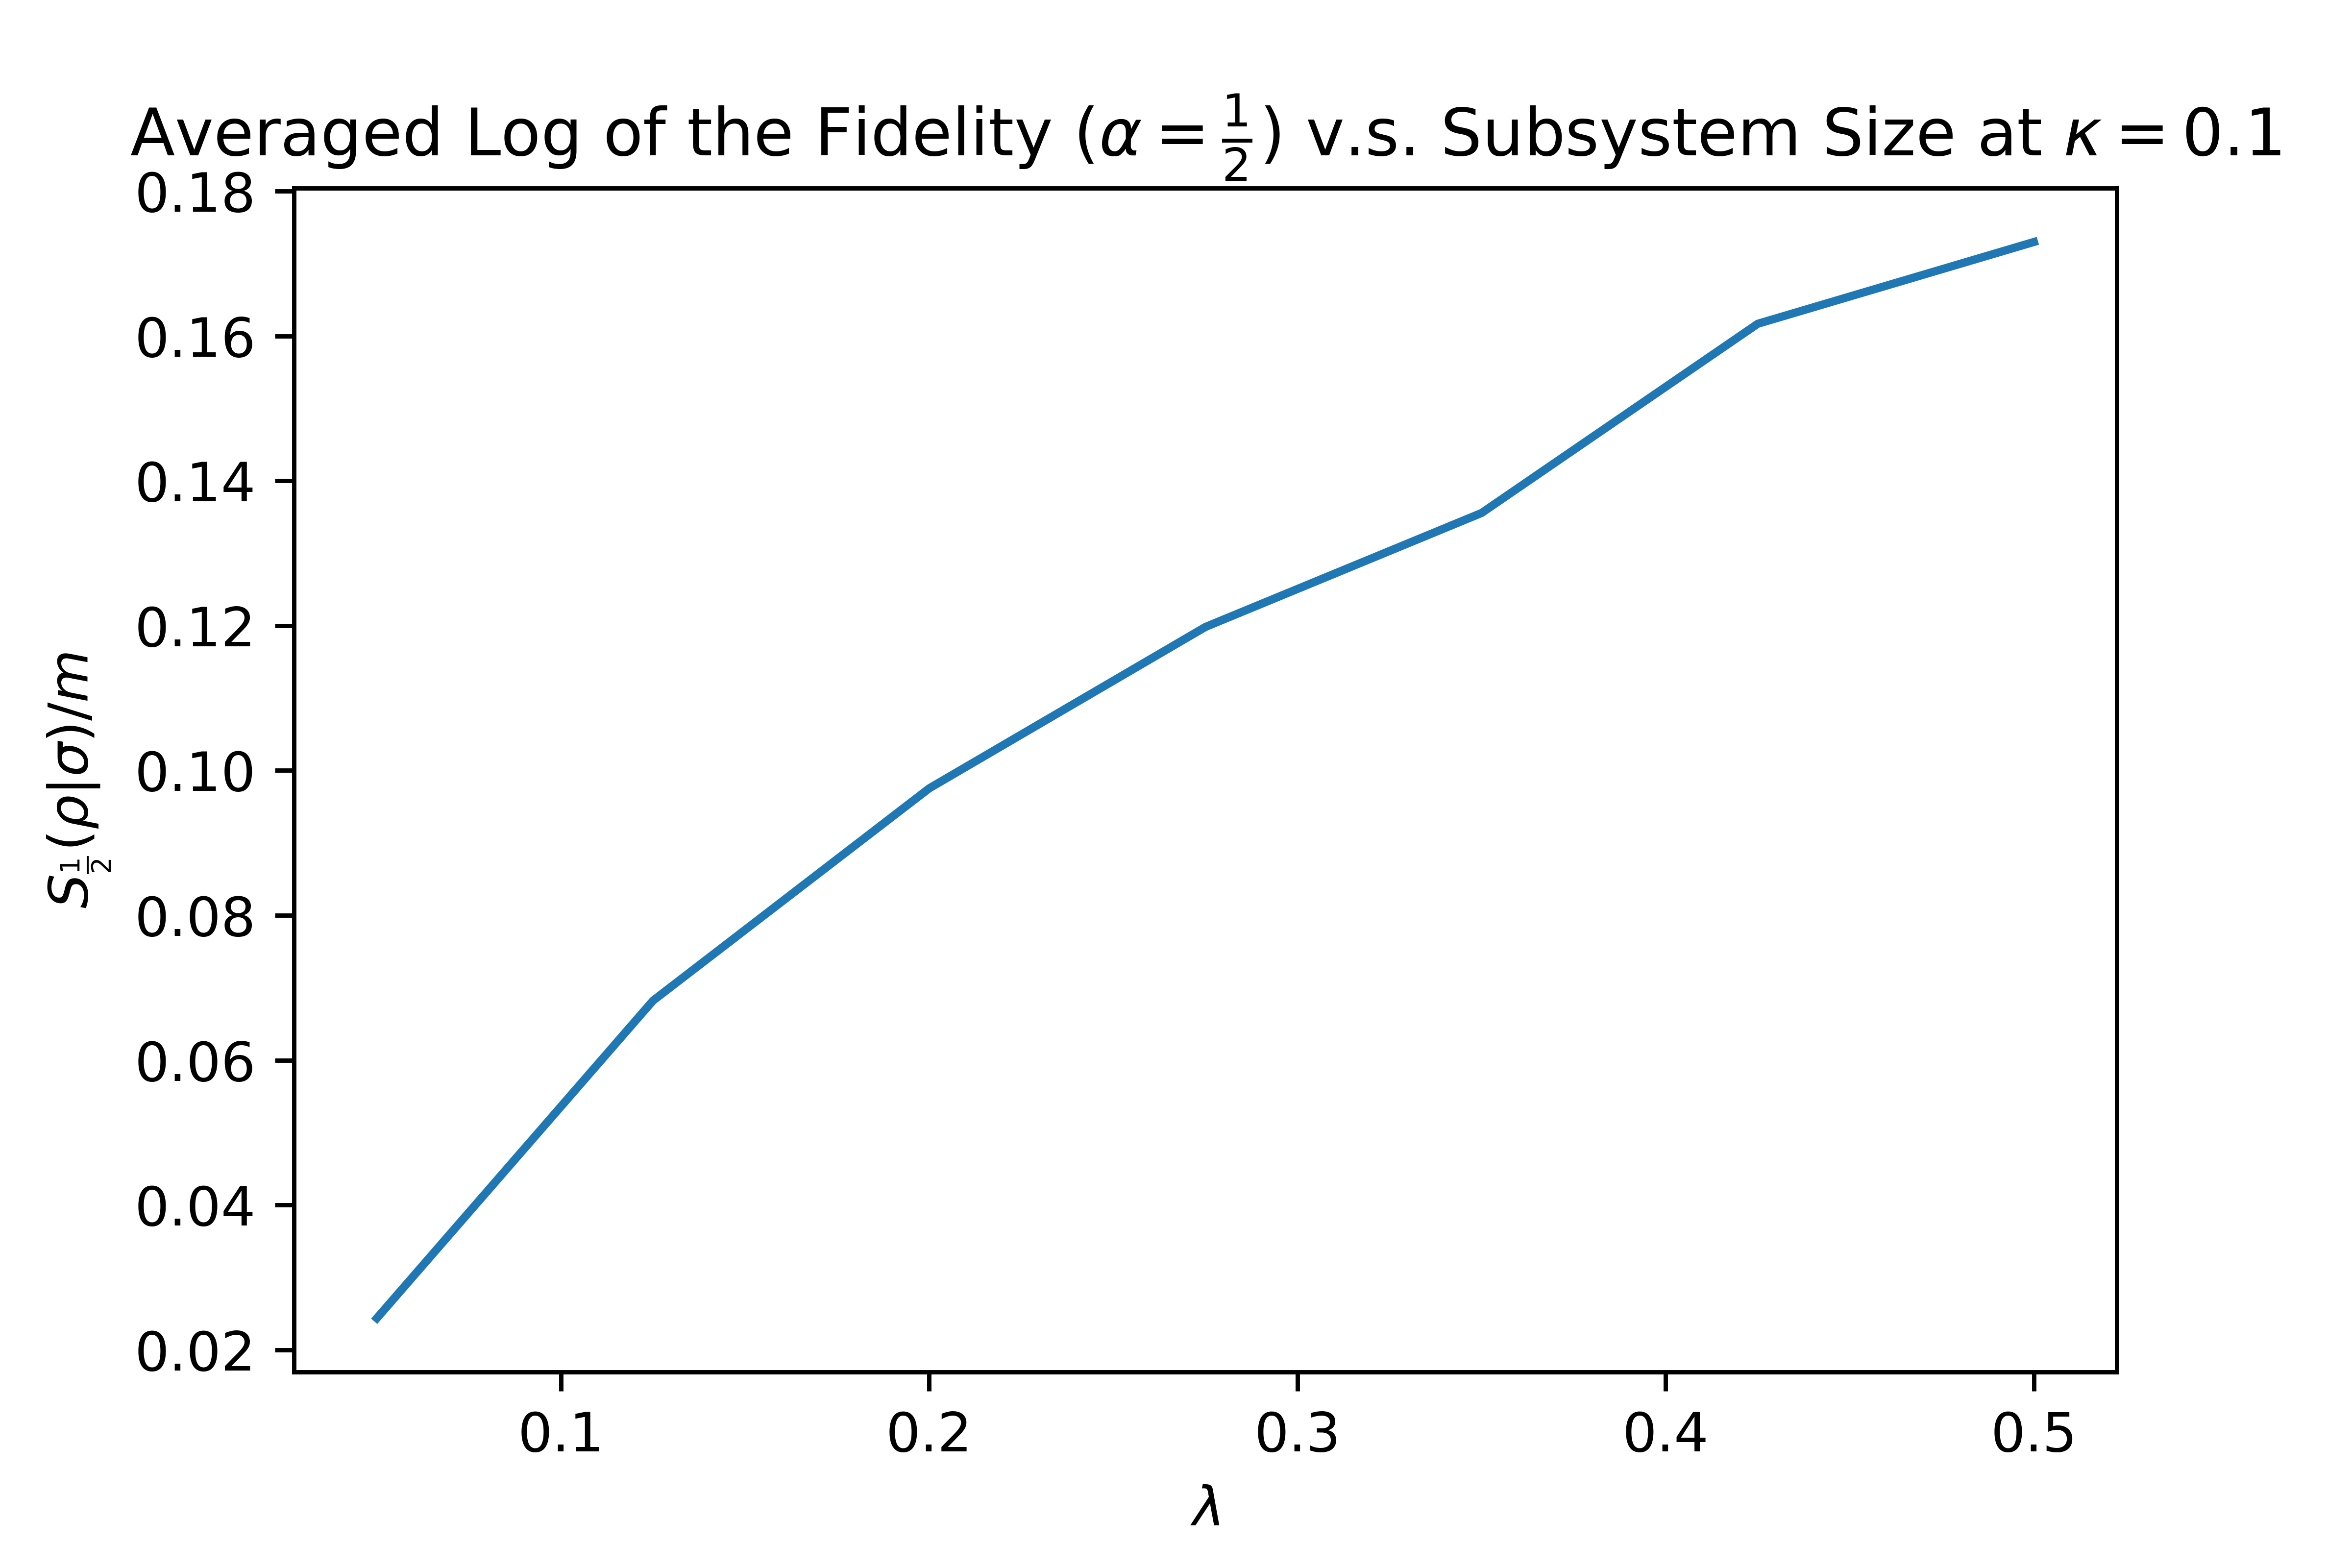 Averaged Log of the Fidelity (α = 1/2) v.s. Subsystem Size at κ = 0.1
0.18
0.16
0.14
0.12
0.10
0.08
0.06
0.04
0.02
S_{1/2}(ρ|σ)/m
0.1 0.2 0.3 0.4 0.5
λ